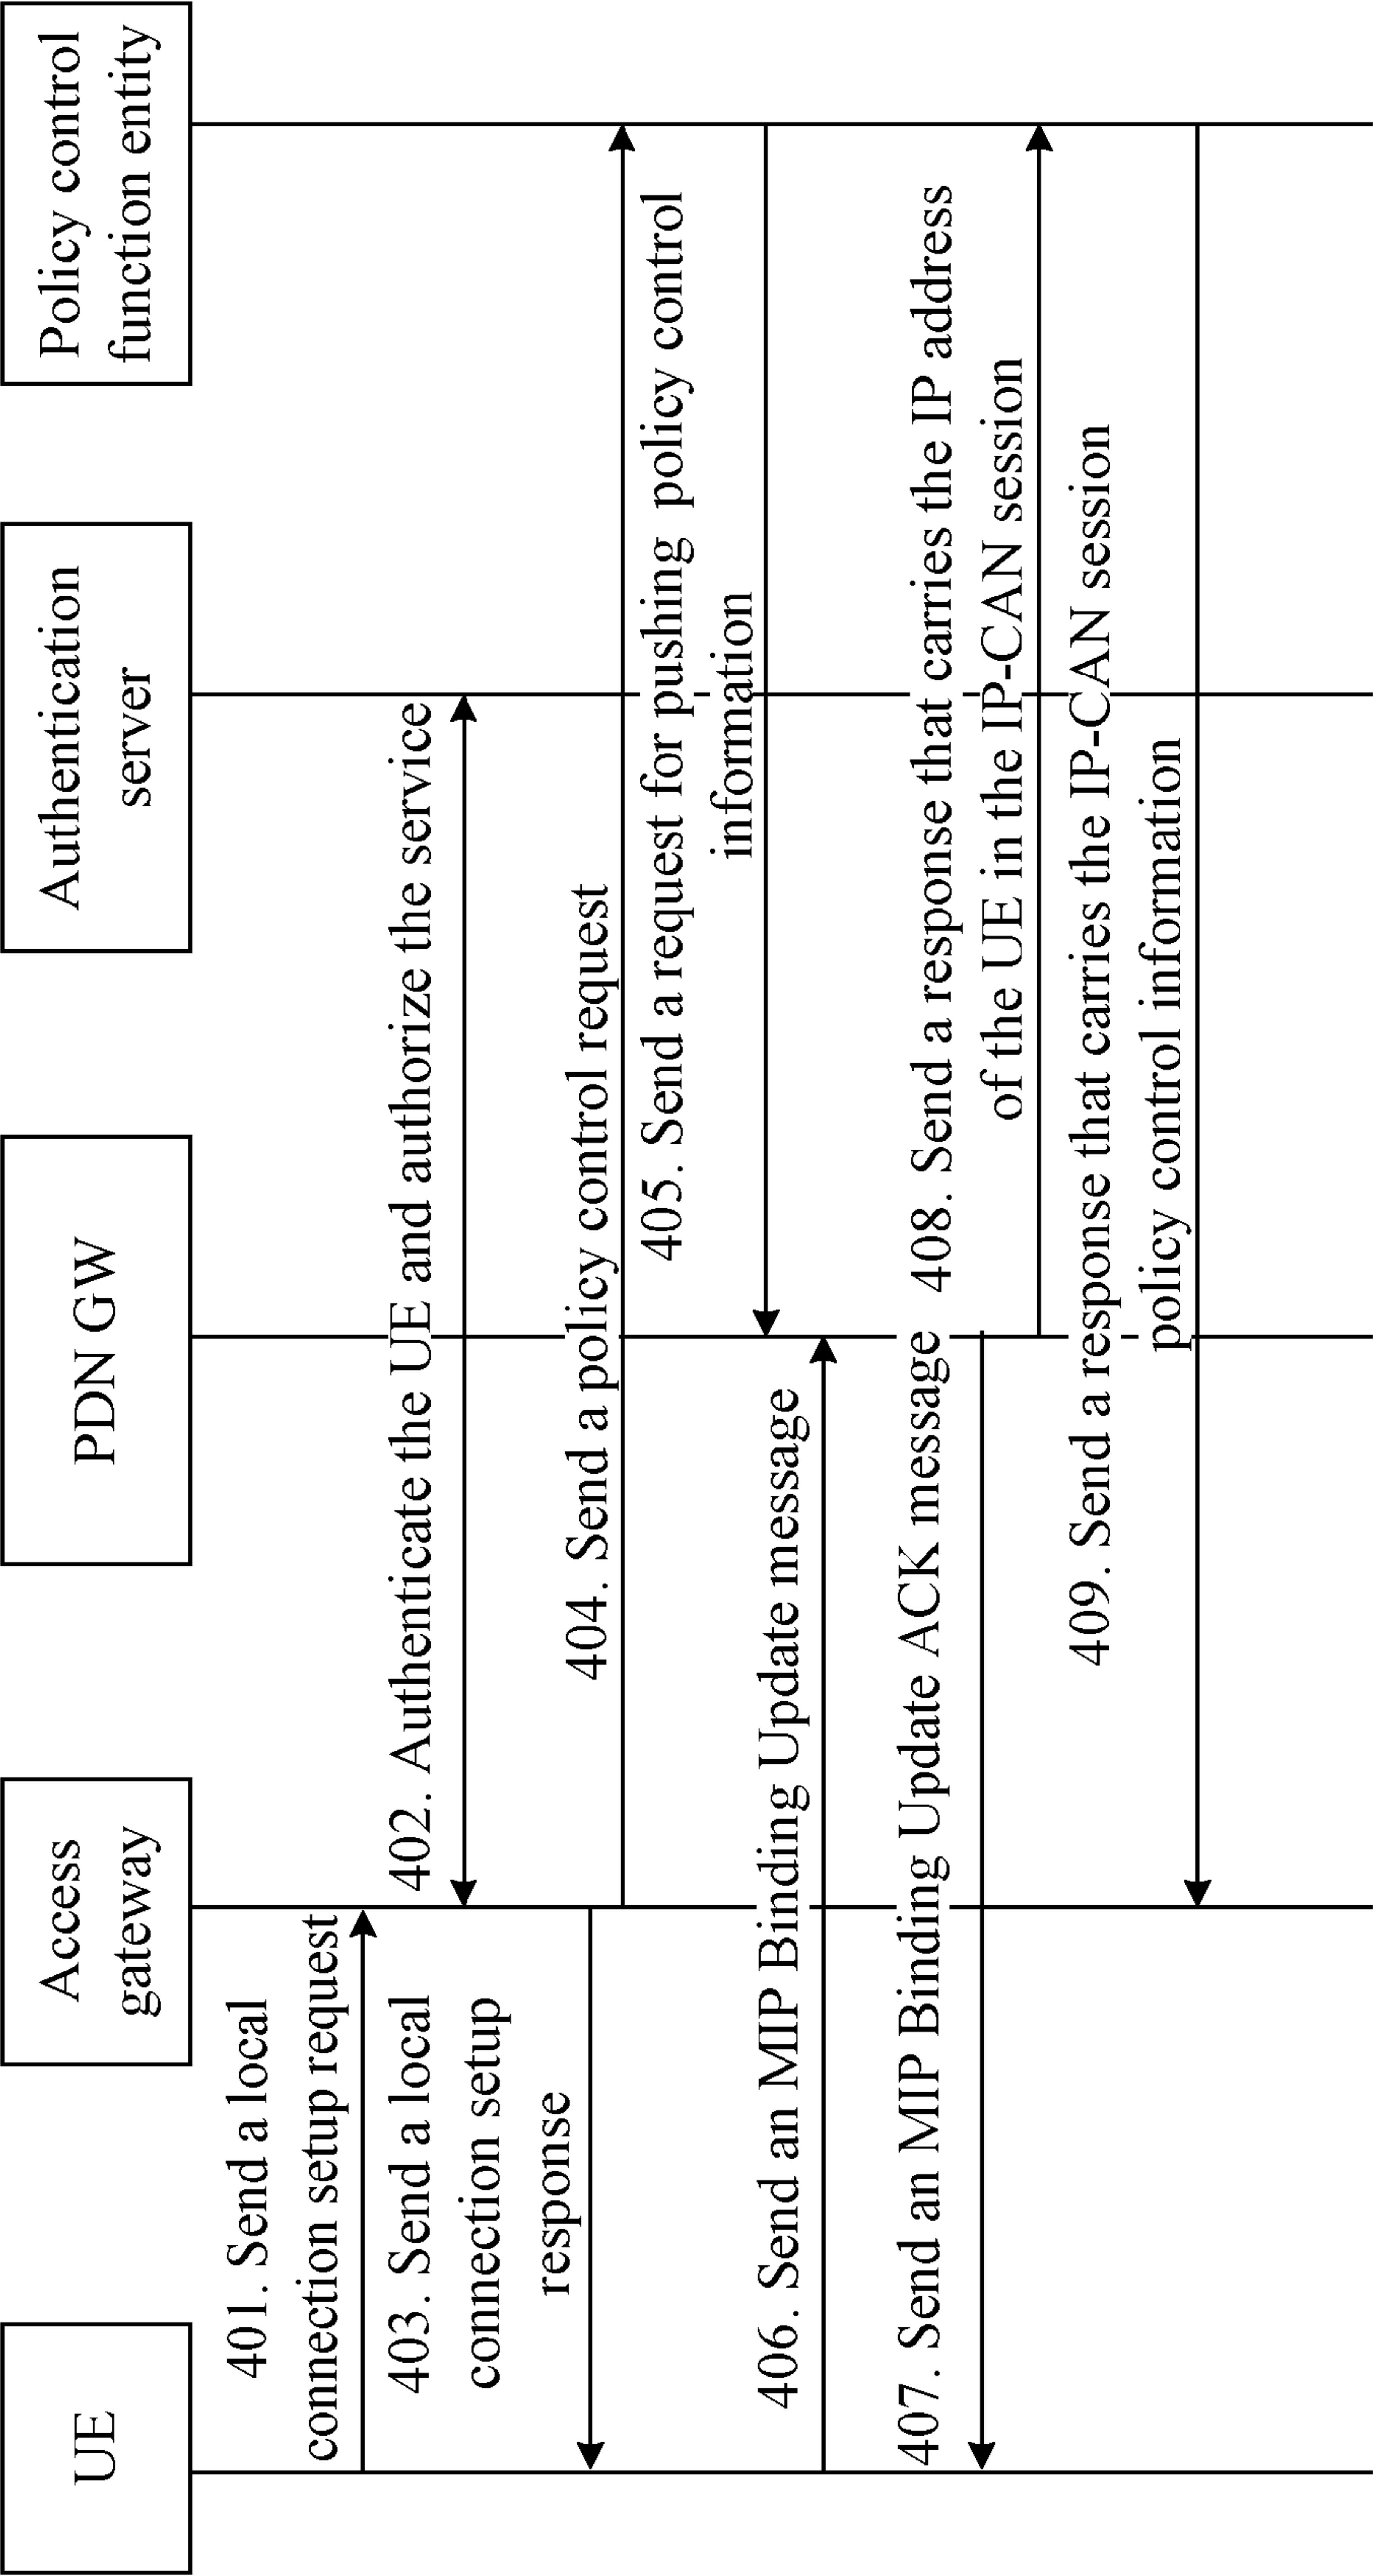 UE
Access
gateway
PDN GW
Authentication
server
Policy control
function entity
401. Send a local
connection setup request
402. Authenticate the UE and authorize the service
403. Send a local
connection setup
response
404. Send a policy control request
405. Send a request for pushing policy control
information
406. Send an MIP Binding Update message
407. Send an MIP Binding Update ACK message
408. Send a response that carries the IP address
of the UE in the IP-CAN session
409. Send a response that carries the IP-CAN session
policy control information